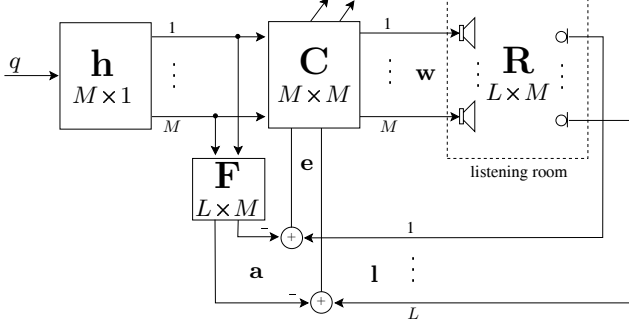 q
h
M × 1
1
⋮
M
C
M × M
1
⋮
M
w
⋮
R
L × M
⋮
listening room
F
L × M
e
−
+
1
a
l
⋮
−
+
L